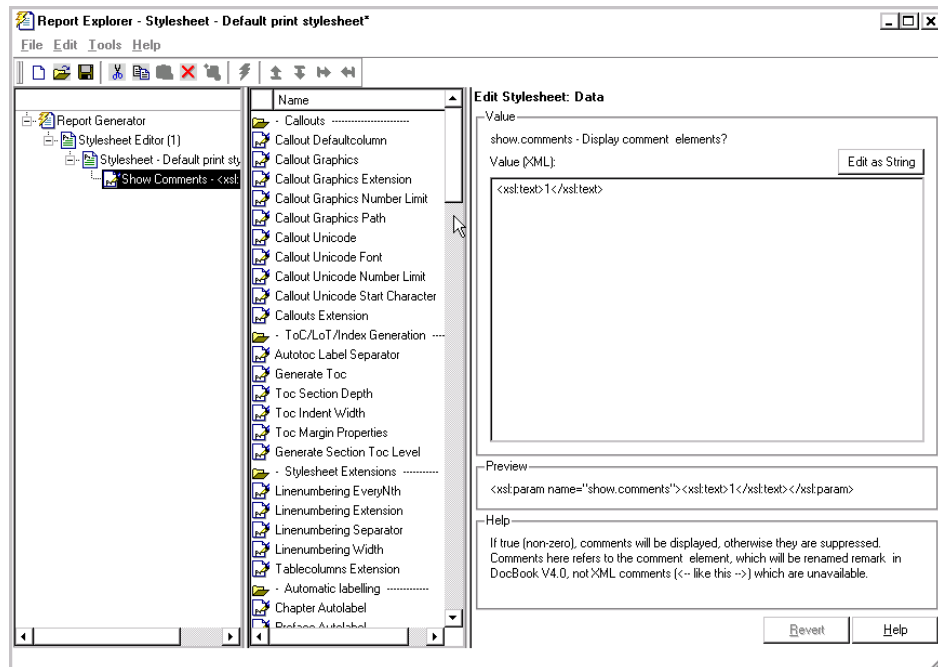 Report Explorer - Stylesheet - Default print stylesheet*
File Edit Tools Help
Report Generator
Stylesheet Editor (1)
Stylesheet - Default print sty
Show Comments - <xsl:
Name
- Callouts -----------------------
Callout Defaultcolumn
Callout Graphics
Callout Graphics Extension
Callout Graphics Number Limit
Callout Graphics Path
Callout Unicode
Callout Unicode Font
Callout Unicode Number Limit
Callout Unicode Start Character
Callouts Extension
- ToC/LoT/Index Generation ----
Autotoc Label Separator
Generate Toc
Toc Section Depth
Toc Indent Width
Toc Margin Properties
Generate Section Toc Level
- Stylesheet Extensions -----------
Linenumbering EveryNth
Linenumbering Extension
Linenumbering Separator
Linenumbering Width
Tablecolumns Extension
- Automatic labelling -------------
Chapter Autolabel
Preface Autolabel
Edit Stylesheet: Data
Value
show.comments - Display comment elements?
Value (XML):
Edit as String
<xsl:text>1</xsl:text>
Preview
<xsl:param name="show.comments"><xsl:text>1</xsl:text></xsl:param>
Help
If true (non-zero), comments will be displayed, otherwise they are suppressed.
Comments here refers to the comment element, which will be renamed remark in
DocBook V4.0, not XML comments (<-- like this -->) which are unavailable.
Revert
Help